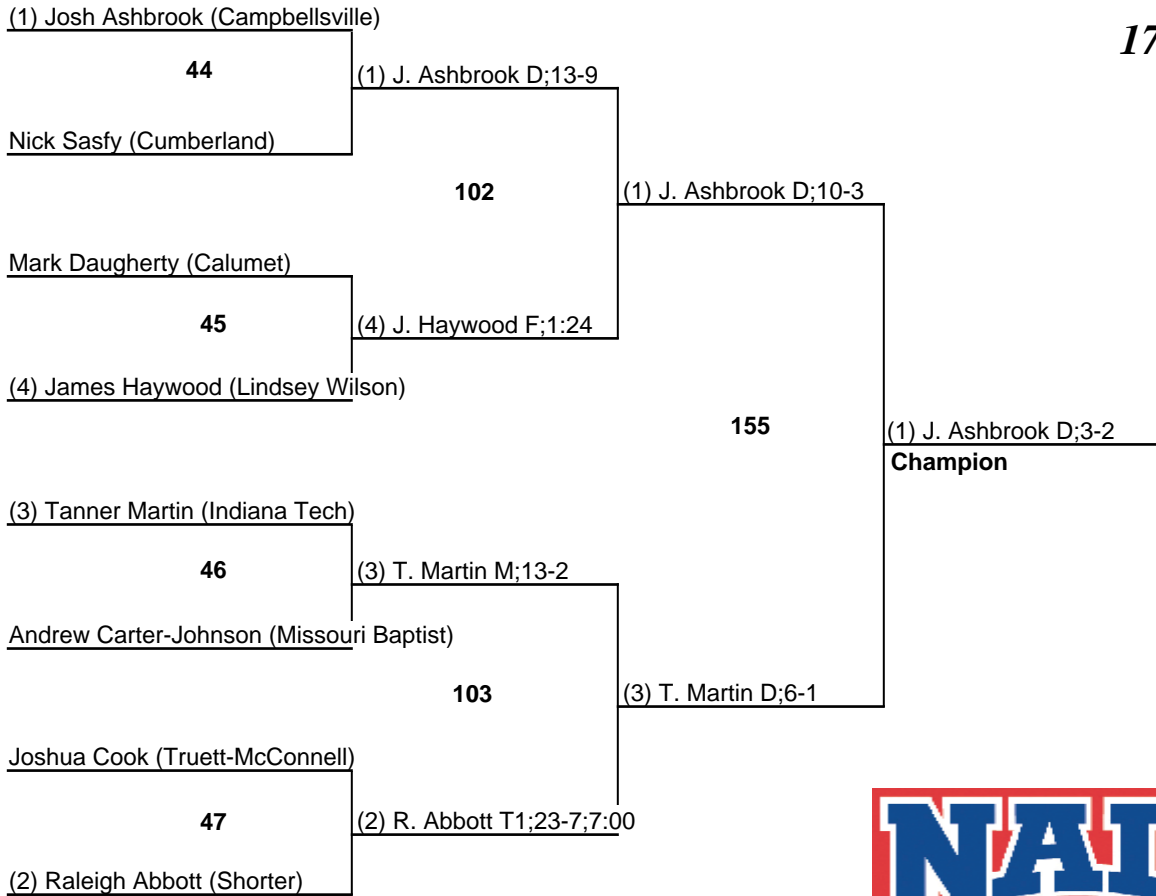 (1) Josh Ashbrook (Campbellsville)
17
44
(1) J. Ashbrook D;13-9
Nick Sasfy (Cumberland)
102
(1) J. Ashbrook D;10-3
Mark Daugherty (Calumet)
45
(4) J. Haywood F;1:24
(4) James Haywood (Lindsey Wilson)
155
(1) J. Ashbrook D;3-2
Champion
(3) Tanner Martin (Indiana Tech)
46
(3) T. Martin M;13-2
Andrew Carter-Johnson (Missouri Baptist)
103
(3) T. Martin D;6-1
Joshua Cook (Truett-McConnell)
47
(2) R. Abbott T1;23-7;7:00
(2) Raleigh Abbott (Shorter)